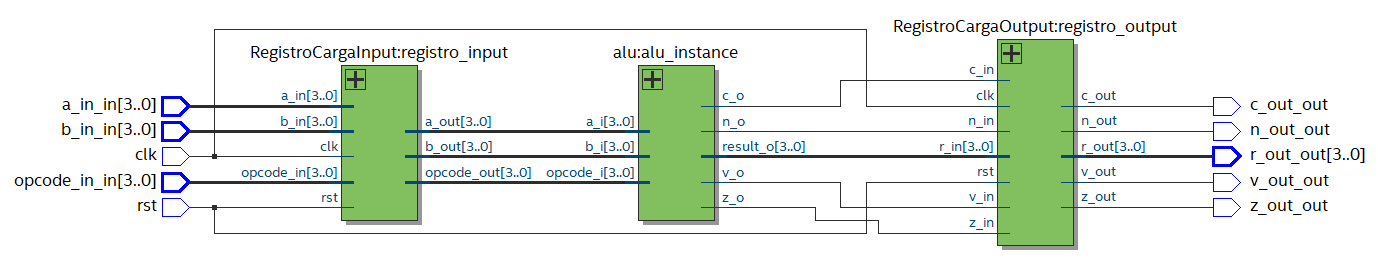 RegistroCargaOutput:registro_output
RegistroCargaInput:registro_input
alu:alu_instance
a_in_in[3..0]
b_in_in[3..0]
clk
opcode_in_in[3..0]
rst
a_in[3..0]
b_in[3..0]
clk
opcode_in[3..0]
rst
a_out[3..0]
b_out[3..0]
opcode_out[3..0]
a_i[3..0]
b_i[3..0]
opcode_i[3..0]
c_o
n_o
result_o[3..0]
v_o
z_o
c_in
clk
n_in
r_in[3..0]
rst
v_in
z_in
c_out
n_out
r_out[3..0]
v_out
z_out
c_out_out
n_out_out
r_out_out[3..0]
v_out_out
z_out_out